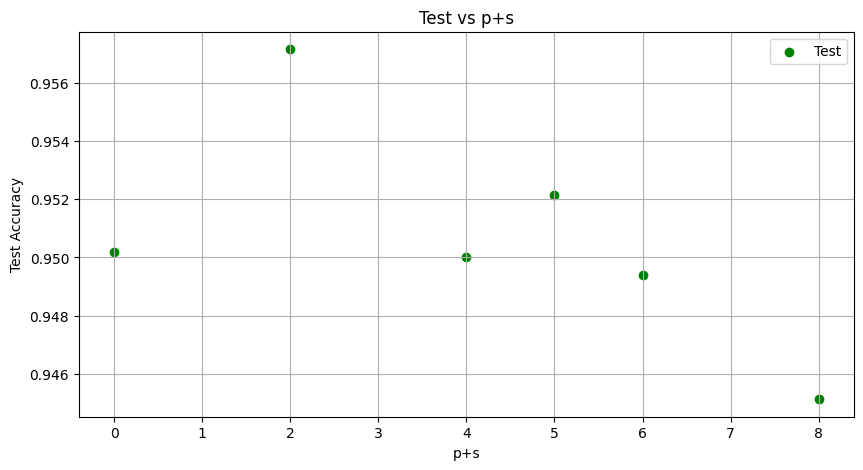 Test vs p+s
Test
0.956
0.954
0.952
0.950
0.948
0.946
Test Accuracy
0 1 2 3 4 5 6 7 8
p+s